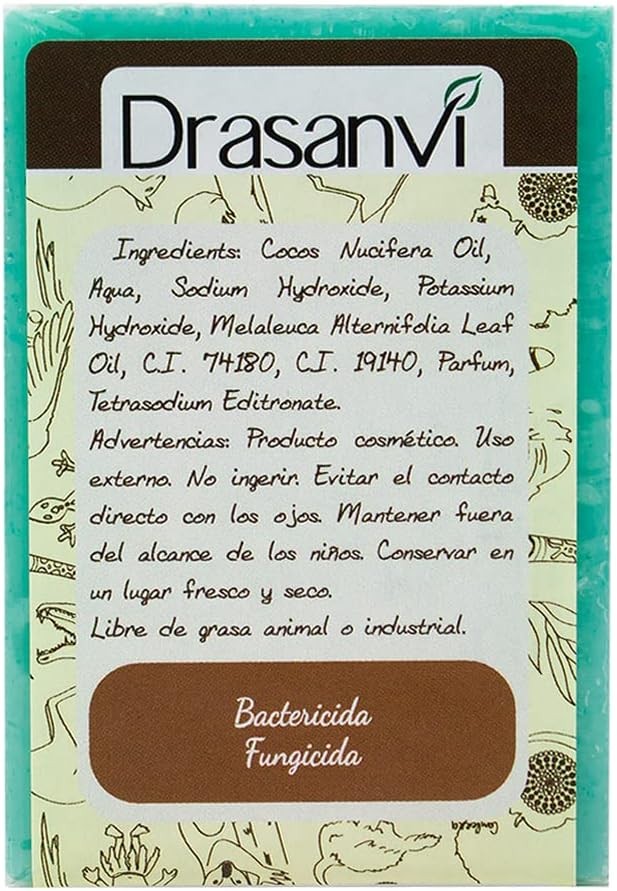 Drasanvi
Ingredients: Cocos Nucifera Oil,
Aqua, Sodium Hydroxide, Potassium
Hydroxide, Melaleuca Alternifolia Leaf
Oil, C.I. 74180, C.I. 19140, Parfum,
Tetrasodium Editronate.
Advertencias: Producto cosmético. Uso
externo. No ingerir. Evitar el contacto
directo con los ojos. Mantener fuera
del alcance de los niños. Conservar en
un lugar fresco y seco.
Libre de grasa animal o industrial.
Bactericida
Fungicida